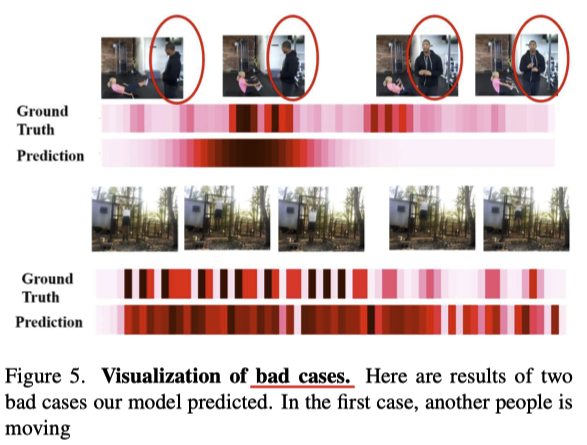 Ground
Truth
Prediction
Ground
Truth
Prediction
Figure 5. Visualization of bad cases. Here are results of two
bad cases our model predicted. In the first case, another people is
moving